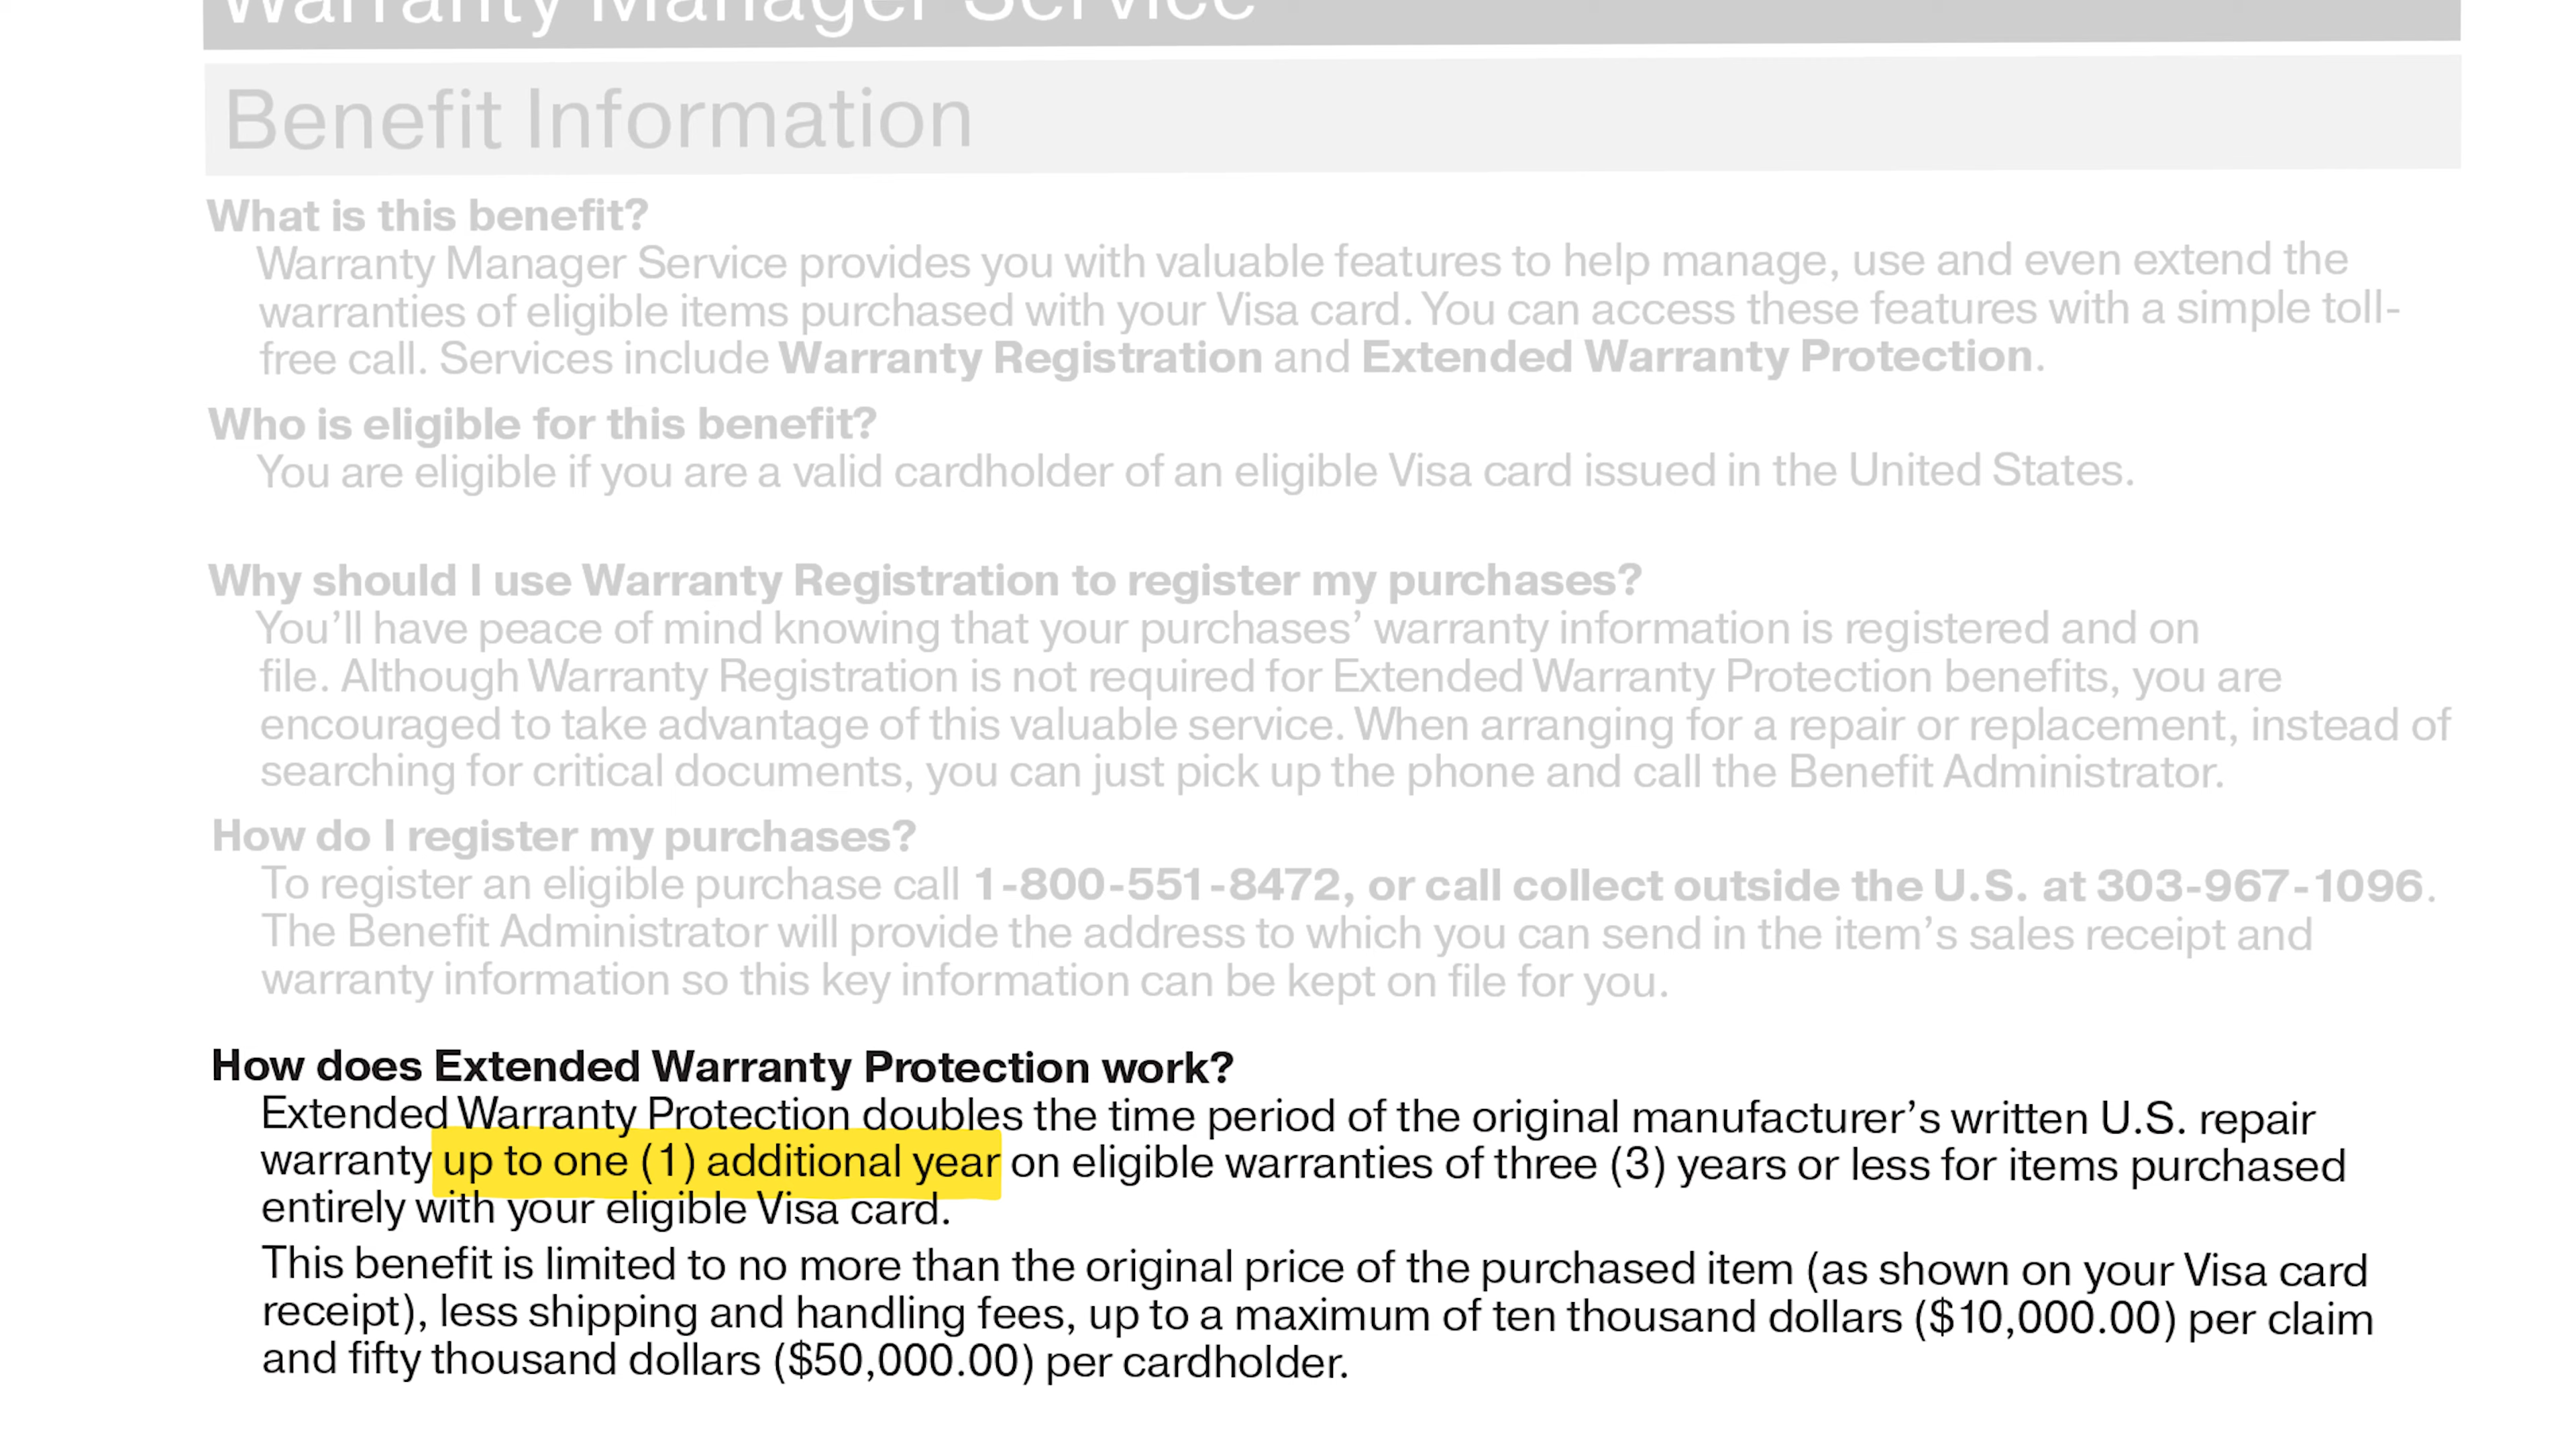 Warranty Manager Service
Benefit Information
What is this benefit?
Warranty Manager Service provides you with valuable features to help manage, use and even extend the
warranties of eligible items purchased with your Visa card. You can access these features with a simple toll-
free call. Services include Warranty Registration and Extended Warranty Protection.
Who is eligible for this benefit?
You are eligible if you are a valid cardholder of an eligible Visa card issued in the United States.
Why should I use Warranty Registration to register my purchases?
You’ll have peace of mind knowing that your purchases’ warranty information is registered and on
file. Although Warranty Registration is not required for Extended Warranty Protection benefits, you are
encouraged to take advantage of this valuable service. When arranging for a repair or replacement, instead of
searching for critical documents, you can just pick up the phone and call the Benefit Administrator.
How do I register my purchases?
To register an eligible purchase call 1-800-551-8472, or call collect outside the U.S. at 303-967-1096.
The Benefit Administrator will provide the address to which you can send in the item’s sales receipt and
warranty information so this key information can be kept on file for you.
How does Extended Warranty Protection work?
Extended Warranty Protection doubles the time period of the original manufacturer’s written U.S. repair
warranty up to one (1) additional year on eligible warranties of three (3) years or less for items purchased
entirely with your eligible Visa card.
This benefit is limited to no more than the original price of the purchased item (as shown on your Visa card
receipt), less shipping and handling fees, up to a maximum of ten thousand dollars ($10,000.00) per claim
and fifty thousand dollars ($50,000.00) per cardholder.